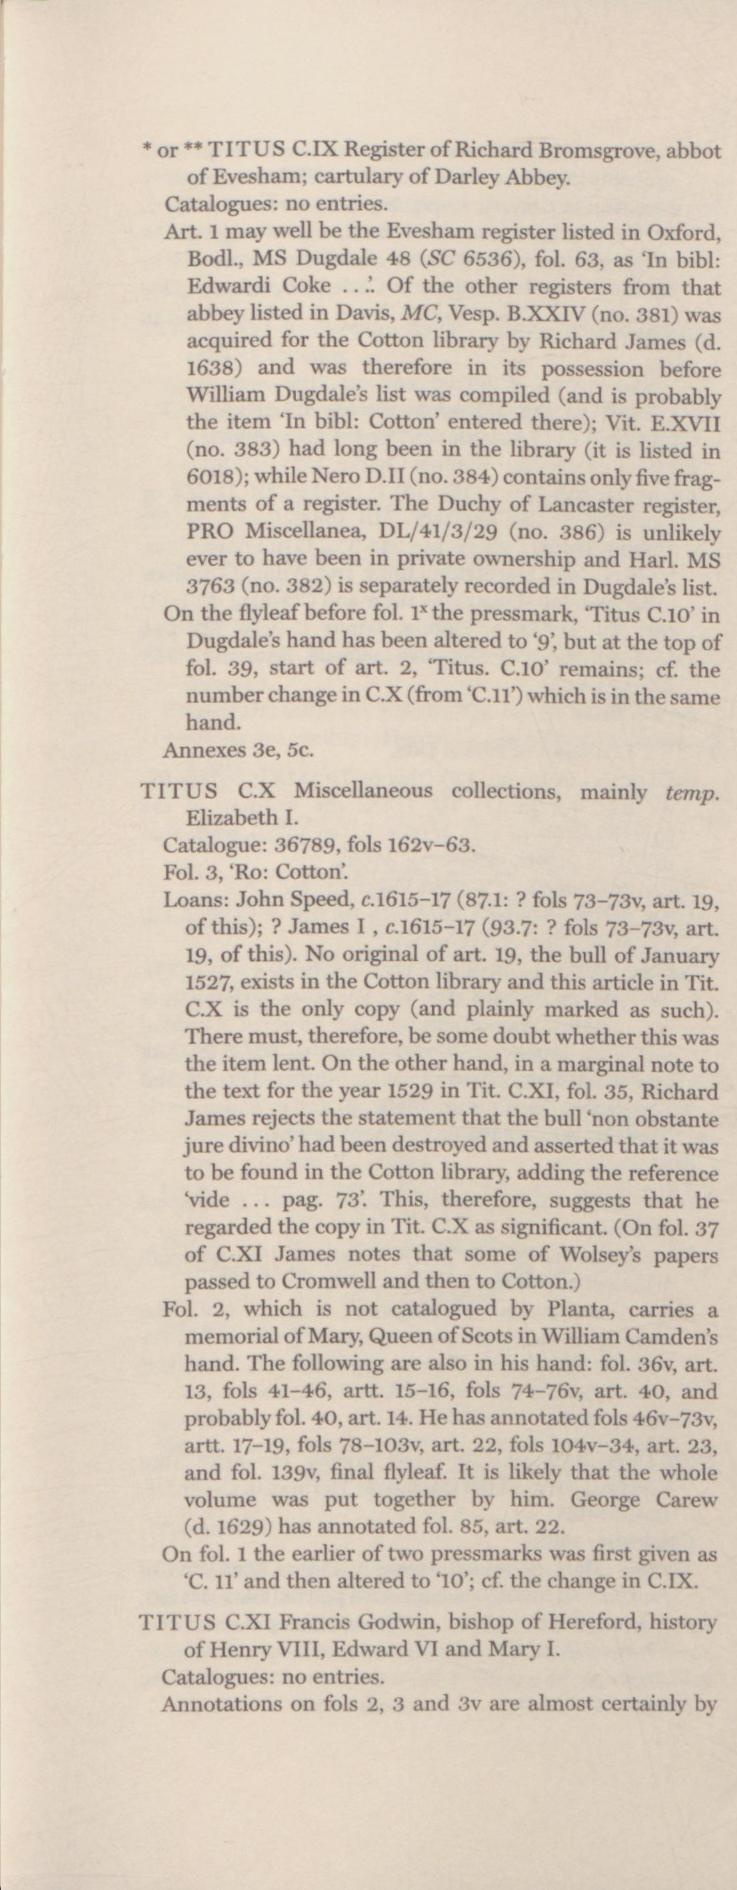 * or ** TITUS C.IX Register of Richard Bromsgrove, abbot
of Evesham; cartulary of Darley Abbey.
Catalogues: no entries.
Art. 1 may well be the Evesham register listed in Oxford,
Bodl., MS Dugdale 48 (SC 6536), fol. 63, as ‘In bibl:
Edwardi Coke ...’. Of the other registers from that
abbey listed in Davis, MC, Vesp. B.XXIV (no. 381) was
acquired for the Cotton library by Richard James (d.
1638) and was therefore in its possession before
William Dugdale’s list was compiled (and is probably
the item ‘In bibl: Cotton’ entered there); Vit. E.XVII
(no. 383) had long been in the library (it is listed in
6018); while Nero D.II (no. 384) contains only five frag-
ments of a register. The Duchy of Lancaster register,
PRO Miscellanea, DL/41/3/29 (no. 386) is unlikely
ever to have been in private ownership and Harl. MS
3763 (no. 382) is separately recorded in Dugdale’s list.
On the flyleaf before fol. 1ˣ the pressmark, ‘Titus C.10’ in
Dugdale’s hand has been altered to ‘9’, but at the top of
fol. 39, start of art. 2, ‘Titus. C.10’ remains; cf. the
number change in C.X (from ‘C.11’) which is in the same
hand.
Annexes 3e, 5c.
TITUS C.X Miscellaneous collections, mainly temp.
Elizabeth I.
Catalogue: 36789, fols 162v–63.
Fol. 3, ‘Ro: Cotton’.
Loans: John Speed, c.1615–17 (87.1: ? fols 73–73v, art. 19,
of this); ? James I , c.1615–17 (93.7: ? fols 73–73v, art.
19, of this). No original of art. 19, the bull of January
1527, exists in the Cotton library and this article in Tit.
C.X is the only copy (and plainly marked as such).
There must, therefore, be some doubt whether this was
the item lent. On the other hand, in a marginal note to
the text for the year 1529 in Tit. C.XI, fol. 35, Richard
James rejects the statement that the bull ‘non obstante
jure divino’ had been destroyed and asserted that it was
to be found in the Cotton library, adding the reference
‘vide ... pag. 73’. This, therefore, suggests that he
regarded the copy in Tit. C.X as significant. (On fol. 37
of C.XI James notes that some of Wolsey’s papers
passed to Cromwell and then to Cotton.)
Fol. 2, which is not catalogued by Planta, carries a
memorial of Mary, Queen of Scots in William Camden’s
hand. The following are also in his hand: fol. 36v, art.
13, fols 41–46, artt. 15–16, fols 74–76v, art. 40, and
probably fol. 40, art. 14. He has annotated fols 46v–73v,
artt. 17–19, fols 78–103v, art. 22, fols 104v–34, art. 23,
and fol. 139v, final flyleaf. It is likely that the whole
volume was put together by him. George Carew
(d. 1629) has annotated fol. 85, art. 22.
On fol. 1 the earlier of two pressmarks was first given as
‘C. 11’ and then altered to ‘10’; cf. the change in C.IX.
TITUS C.XI Francis Godwin, bishop of Hereford, history
of Henry VIII, Edward VI and Mary I.
Catalogues: no entries.
Annotations on fols 2, 3 and 3v are almost certainly by